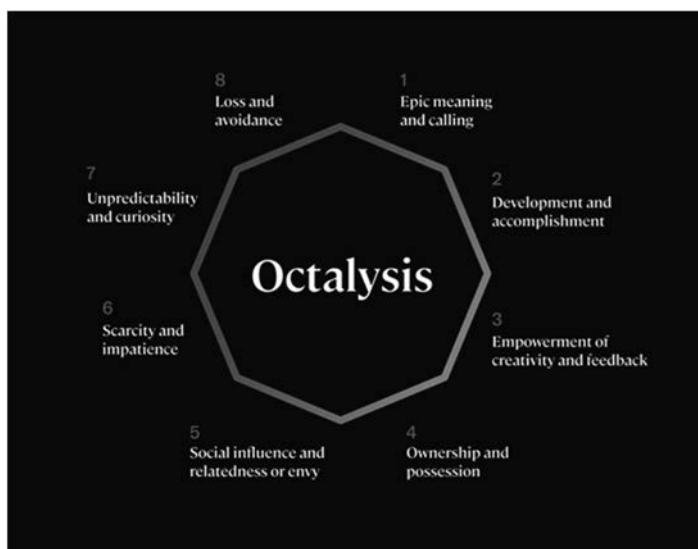 8
Loss and
avoidance
1
Epic meaning
and calling
7
Unpredictability
and curiosity
2
Development and
accomplishment
Octalysis
6
Scarcity and
impatience
3
Empowerment of
creativity and feedback
5
Social influence and
relatedness or envy
4
Ownership and
possession